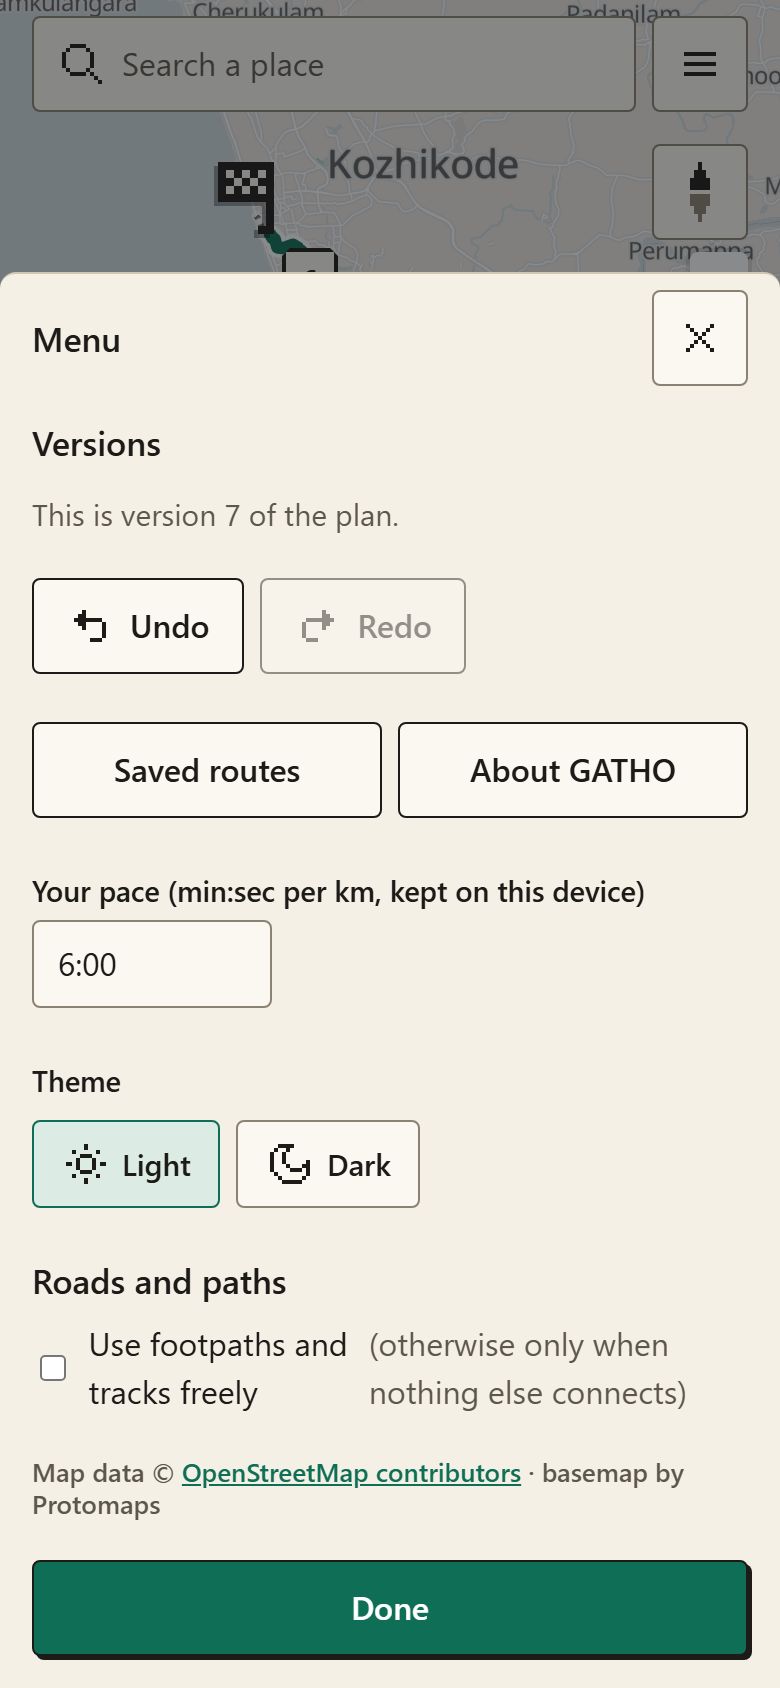 Cherukulam
Search a place
Kozhikode
Perumanna
Menu
Versions
This is version 7 of the plan.
Undo
Redo
Saved routes
About GATHO
Your pace (min:sec per km, kept on this device)
6:00
Theme
Light
Dark
Roads and paths
Use footpaths and
tracks freely
(otherwise only when
nothing else connects)
Map data © OpenStreetMap contributors · basemap by
Protomaps
Done